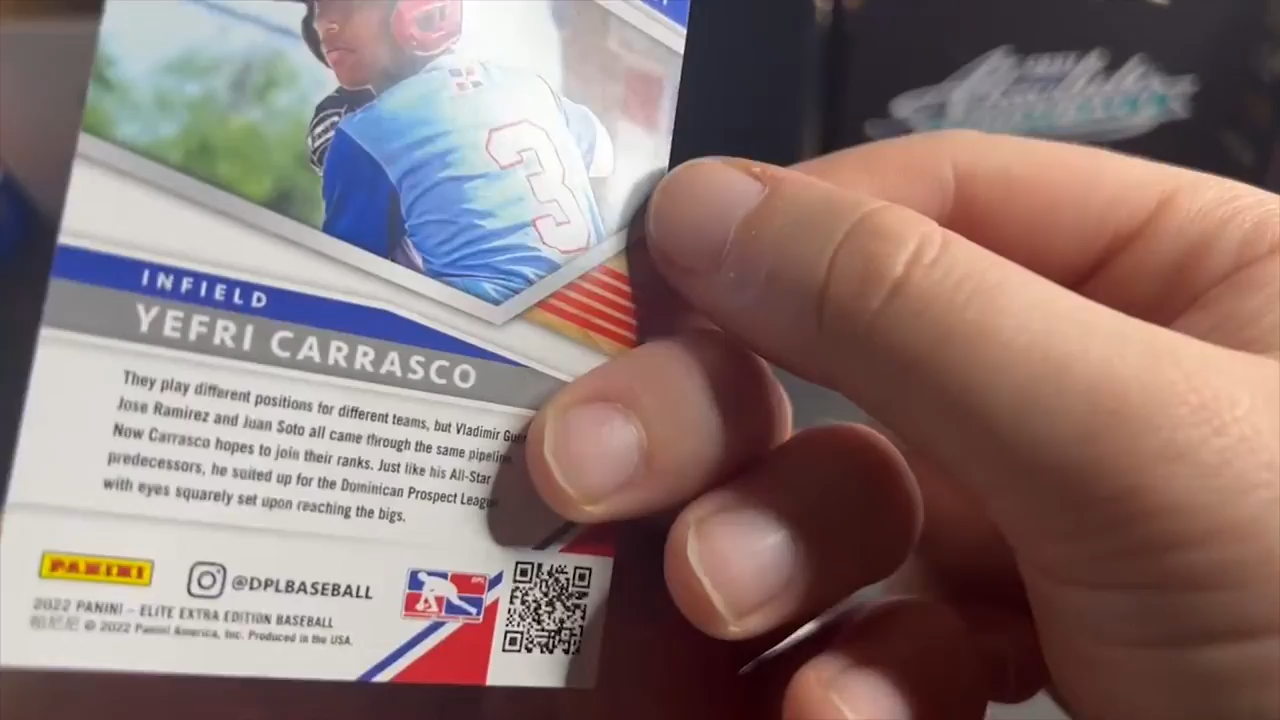 3
INFIELD
YEFRI CARRASCO
They play different positions for different teams, but Vladimir
Jose Ramirez and Juan Soto all came through the same
Now Carrasco hopes to join their ranks. Just like his All-Star
predecessors, he suited up for the Dominican Prospect League
with eyes squarely set upon reaching the bigs.
PANINI
@DPLBASEBALL
DPL
2022 PANINI – ELITE EXTRA EDITION BASEBALL
© 2022 Panini America, Inc. Produced in the USA.